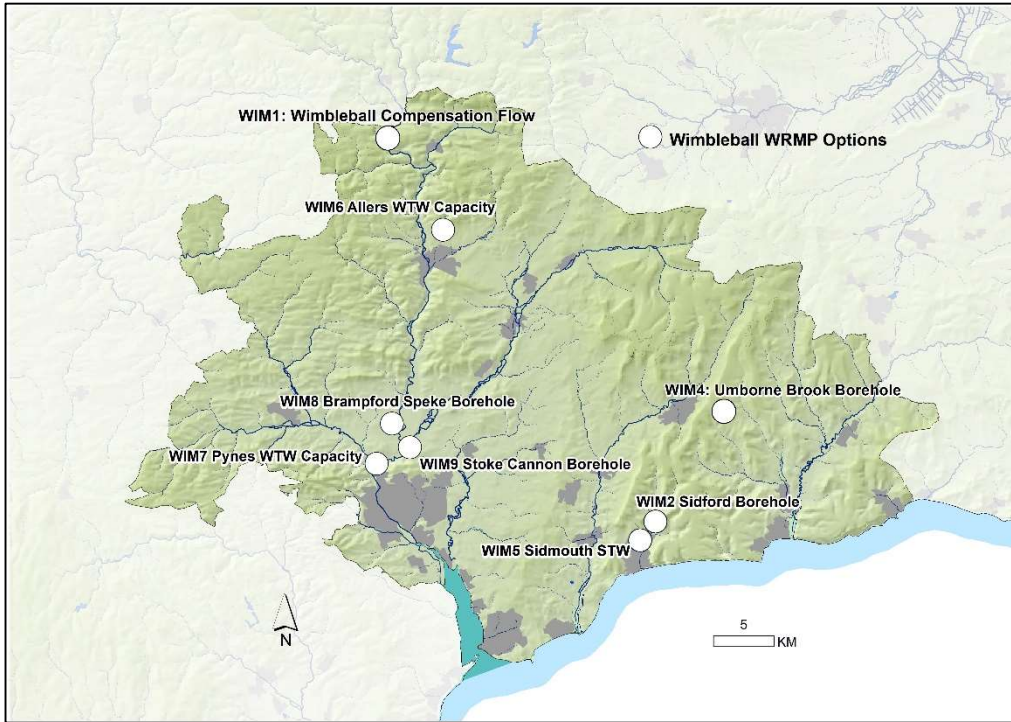 WIM1: Wimbleball Compensation Flow
Wimbleball WRMP Options
WIM6 Allers WTW Capacity
WIM8 Brampford Speke Borehole
WIM4: Umborne Brook Borehole
WIM7 Pynes WTW Capacity
WIM9 Stoke Cannon Borehole
WIM2 Sidford Borehole
WIM5 Sidmouth STW
N
5
KM